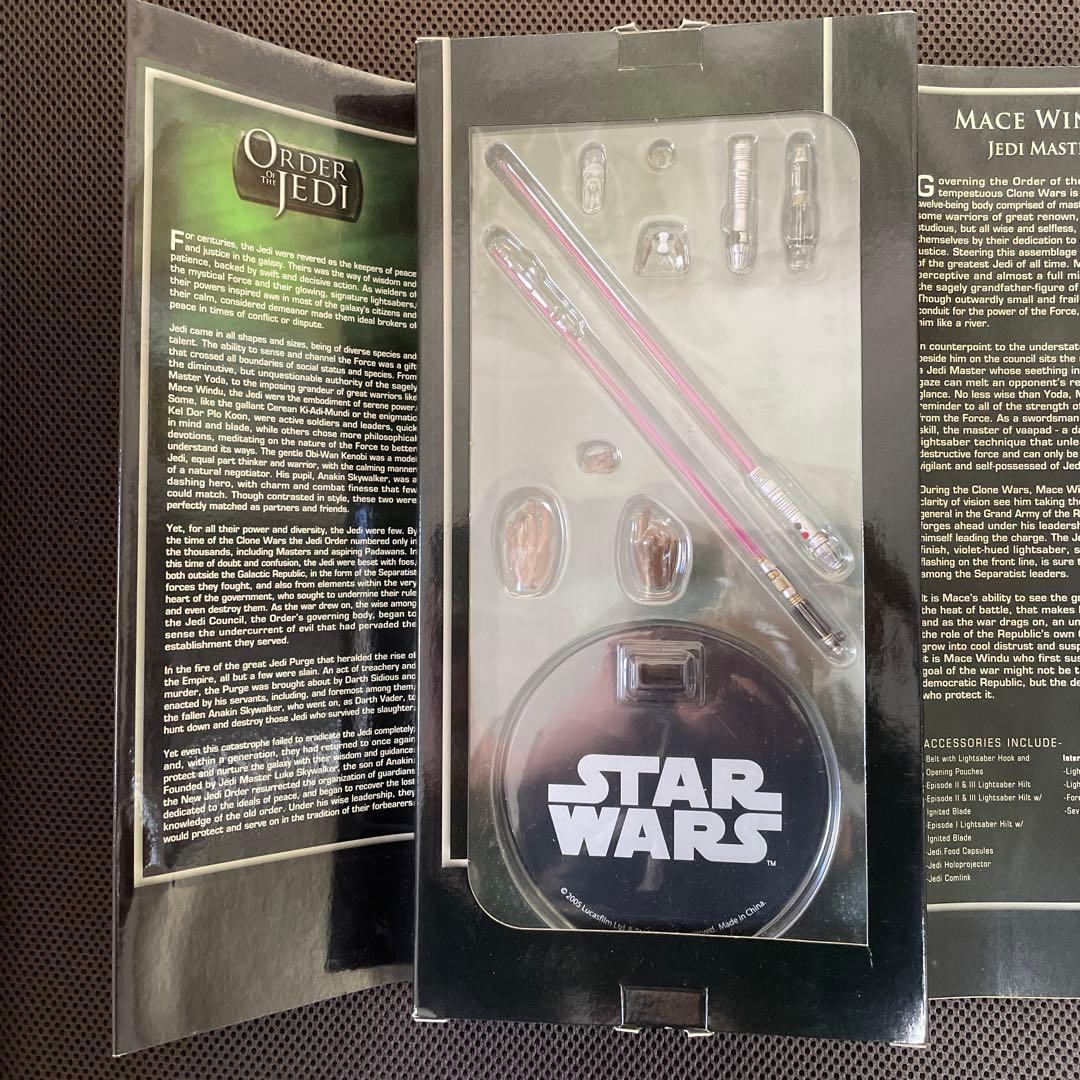 ORDER
OF THE
JEDI
For centuries, the Jedi were revered as the keepers of peace
and justice in the galaxy. Theirs was the way of wisdom and
patience, backed by swift and decisive action. As wielders of
the mystical Force and their glowing, signature lightsabers,
their powers inspired awe in most of the galaxy's citizens and
their calm, considered demeanor made them ideal brokers of
peace in times of conflict or dispute.
Jedi came in all shapes and sizes, being of diverse species and
talent. The ability to sense and channel the Force was a gift
that crossed all boundaries of social status and species. From
the diminutive, but unquestionable authority of the sagely
Master Yoda, to the imposing grandeur of great warriors like
Mace Windu, the Jedi were the embodiment of serene power.
Some, like the gallant Cerean Ki-Adi-Mundi or the enigmatic
Kel Dor Plo Koon, were active soldiers and leaders, quick
in mind and blade, while others chose more philosophical
devotions, meditating on the nature of the Force to better
understand its ways. The gentle Obi-Wan Kenobi was a model
Jedi, equal part thinker and warrior, with the calming manner
of a natural negotiator. His pupil, Anakin Skywalker, was a
dashing hero, with charm and combat finesse that few
could match. Though contrasted in style, these two were
perfectly matched as partners and friends.
Yet, for all their power and diversity, the Jedi were few. By
the time of the Clone Wars the Jedi Order numbered only in
the thousands, including Masters and aspiring Padawans. In
this time of doubt and confusion, the Jedi were beset with foes,
both outside the Galactic Republic, in the form of the Separatist
forces they fought, and also from elements within the very
heart of the government, who sought to undermine their rule
and even destroy them. As the war drew on, the wise among
the Jedi Council, the Order's governing body, began to
sense the undercurrent of evil that had pervaded the
establishment they served.
In the fire of the great Jedi Purge that heralded the rise of
the Empire, all but a few were slain. An act of treachery and
murder, the Purge was brought about by Darth Sidious and
enacted by his servants, including, and foremost among them,
the fallen Anakin Skywalker, who went on, as Darth Vader, to
hunt down and destroy those Jedi who survived the slaughter.
Yet even this catastrophe failed to eradicate the Jedi completely
and, within a generation, they had returned to once again
protect and nurture the galaxy with their wisdom and guidance.
Founded by Jedi Master Luke Skywalker, the son of Anakin,
the New Jedi Order resurrected the organization of guardians
dedicated to the ideals of peace, and began to recover the lost
knowledge of the old order. Under his wise leadership, they
would protect and serve on in the tradition of their forbearers.
STAR
WARS
TM
© 2005 Lucasfilm Ltd. Made in China.
MACE WIN
JEDI MAST
Governing the Order of the
tempestuous Clone Wars is
twelve-being body comprised of mast
some warriors of great renown,
studious, but all wise and selfless,
themselves by their dedication to
justice. Steering this assemblage
of the greatest Jedi of all time. M
perceptive and almost a full mi
the sagely grandfather-figure of
Though outwardly small and frail
conduit for the power of the Force,
him like a river.
In counterpoint to the understat
beside him on the council sits the
a Jedi Master whose seething in
gaze can melt an opponent's re
glance. No less wise than Yoda, M
reminder to all of the strength of
from the Force. As a swordsman
skill, the master of vaapad - a da
lightsaber technique that unle
destructive force and can only be
vigilant and self-possessed of Jed
During the Clone Wars, Mace Wi
clarity of vision see him taking th
general in the Grand Army of the R
forges ahead under his leadersh
himself leading the charge. The Je
finish, violet-hued lightsaber, s
flashing on the front line, is sure t
among the Separatist leaders.
It is Mace's ability to see the gr
the heat of battle, that makes
and as the war drags on, an un
the role of the Republic's own
grow into cool distrust and susp
It is Mace Windu who first sus
goal of the war might not be t
democratic Republic, but the de
who protect it.
ACCESSORIES INCLUDE-
Belt with Lightsaber Hook and
Opening Pouches
-Episode II & III Lightsaber Hilt
-Episode II & III Lightsaber Hilt w/
Ignited Blade
-Episode I Lightsaber Hilt w/
Ignited Blade
-Jedi Food Capsules
-Jedi Holoprojector
-Jedi Comlink
Inter
-Ligh
-Ligh
-Fore
-Sev